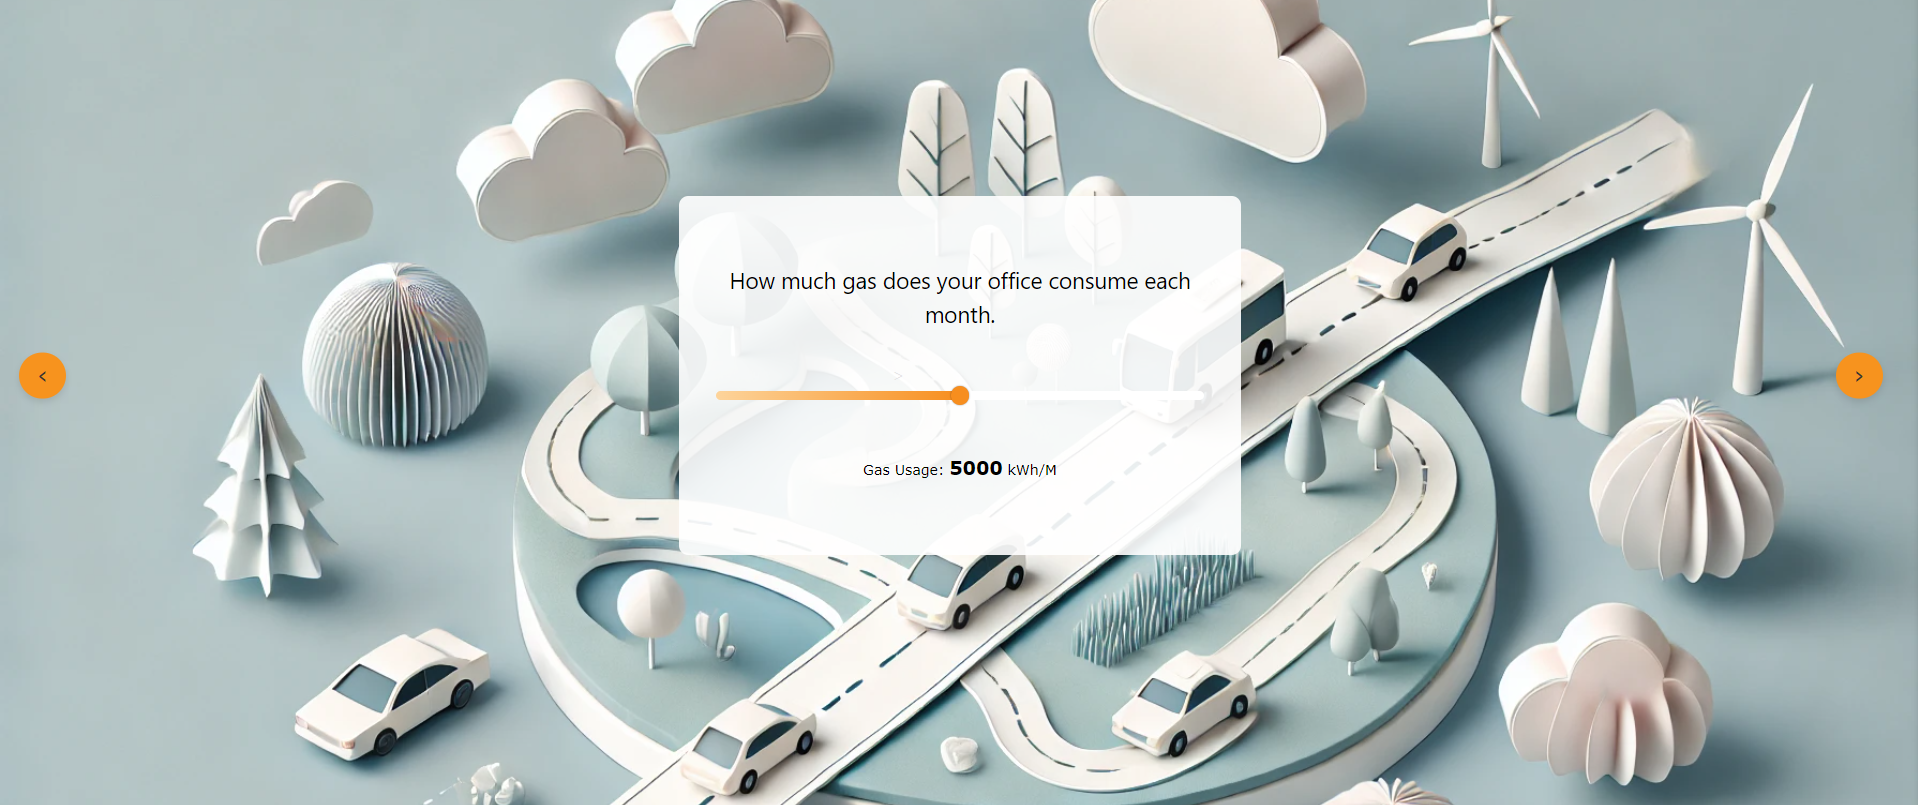 How much gas does your office consume each
month.
<
>
Gas Usage: 5000 kWh/M